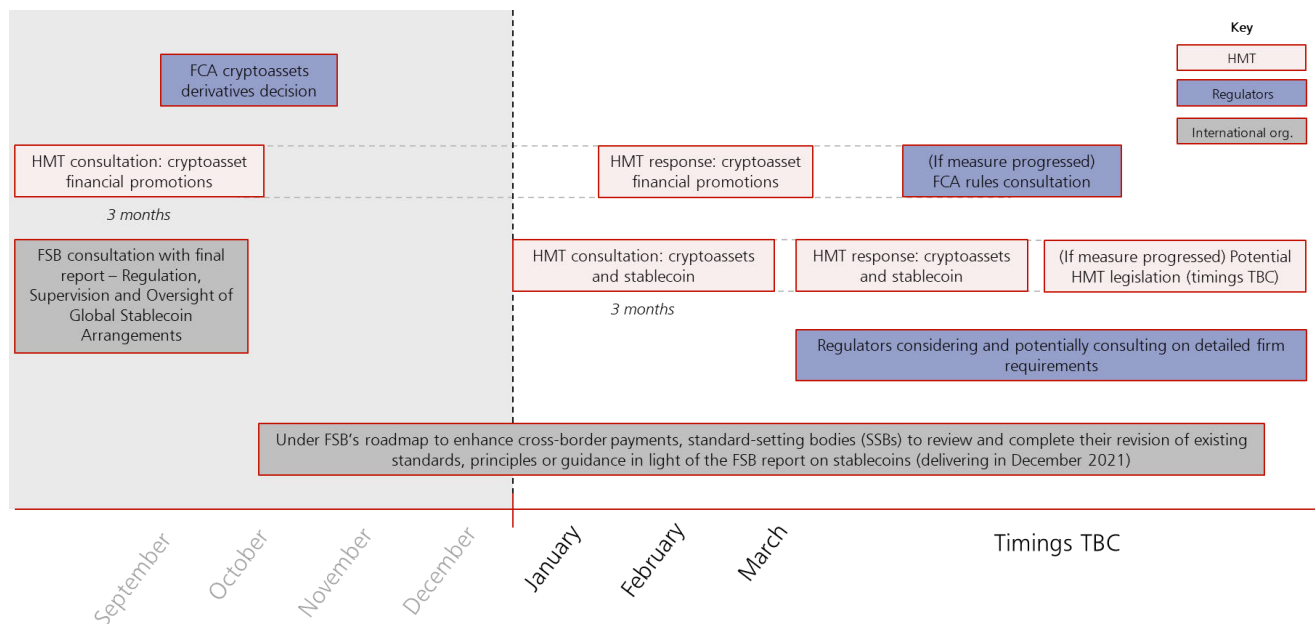 Key
HMT
Regulators
International org.
FCA cryptoassets
derivatives decision
HMT consultation: cryptoasset
financial promotions
3 months
HMT response: cryptoasset
financial promotions
(If measure progressed)
FCA rules consultation
FSB consultation with final
report – Regulation,
Supervision and Oversight of
Global Stablecoin
Arrangements
HMT consultation: cryptoassets
and stablecoin
3 months
HMT response: cryptoassets
and stablecoin
(If measure progressed) Potential
HMT legislation (timings TBC)
Regulators considering and potentially consulting on detailed firm
requirements
Under FSB's roadmap to enhance cross-border payments, standard-setting bodies (SSBs) to review and complete their revision of existing
standards, principles or guidance in light of the FSB report on stablecoins (delivering in December 2021)
September
October
November
December
January
February
March
Timings TBC